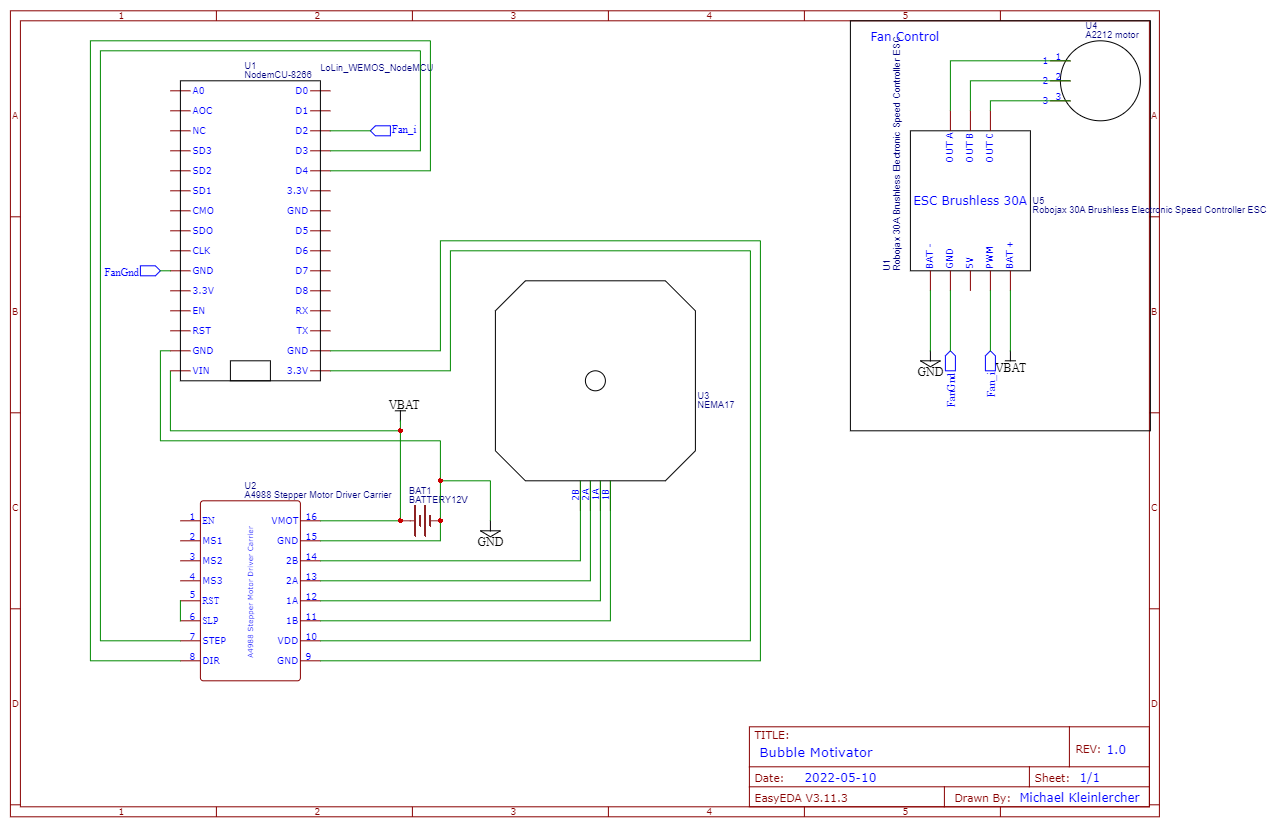 1 2 3 4 5
A
B
C
D
U1
NodemCU-8266
LoLin_WEMOS_NodeMCU
A0
AOC
NC
SD3
SD2
SD1
CMO
SDO
CLK
GND
3.3V
EN
RST
GND
VIN
D0
D1
D2
D3
D4
3.3V
GND
D5
D6
D7
D8
RX
TX
GND
3.3V
Fan_i
FanGnd
VBAT
BAT1
BATTERY12V
GND
U2
A4988 Stepper Motor Driver Carrier
A4988 Stepper Motor Driver Carrier
1 EN
2 MS1
3 MS2
4 MS3
5 RST
6 SLP
7 STEP
8 DIR
VMOT 16
GND 15
2B 14
2A 13
1A 12
1B 11
VDD 10
GND 9
U3
NEMA17
2B
2A
1A
1B
Fan Control
U4
A2212 motor
1 1
2 2
3 3
U1
Robojax 30A Brushless Electronic Speed Controller ESC
OUT A
OUT B
OUT C
ESC Brushless 30A
U5
Robojax 30A Brushless Electronic Speed Controller ESC
BAT -
GND
5V
PWM
BAT +
GND
FanGnd
Fan_i
VBAT
A
B
C
D
TITLE:
Bubble Motivator
REV: 1.0
Date: 2022-05-10
Sheet: 1/1
EasyEDA V3.11.3
Drawn By: Michael Kleinlercher
1 2 3 4 5